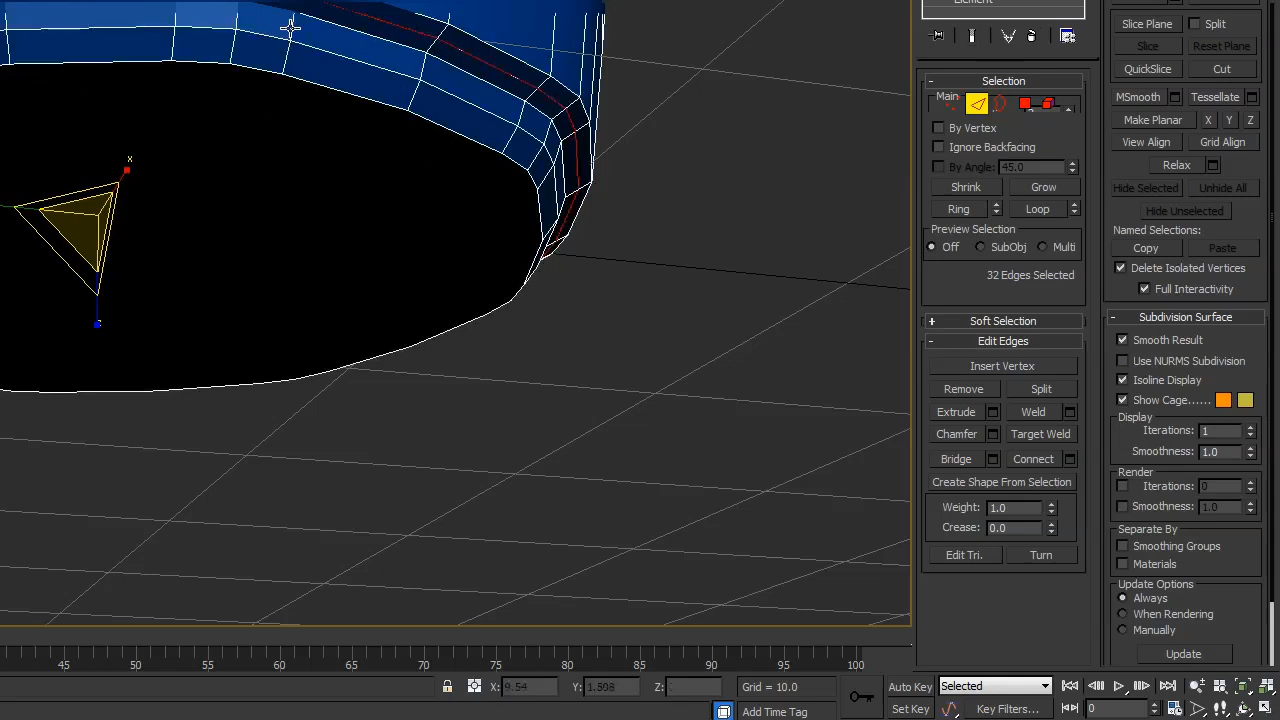 Element
Slice Plane
Split
Slice
Reset Plane
QuickSlice
Cut
MSmooth
Tessellate
Make Planar
X
Y
Z
View Align
Grid Align
Relax
Hide Selected
Unhide All
Hide Unselected
Named Selections:
Copy
Paste
Delete Isolated Vertices
Full Interactivity
- Subdivision Surface
Smooth Result
Use NURMS Subdivision
Isoline Display
Show Cage......
Display
Iterations: 1
Smoothness: 1.0
Render
Iterations: 0
Smoothness: 1.0
Separate By
Smoothing Groups
Materials
Update Options
Always
When Rendering
Manually
Update
- Selection
Main
By Vertex
Ignore Backfacing
By Angle: 45.0
Shrink
Grow
Ring
Loop
Preview Selection
Off
SubObj
Multi
32 Edges Selected
+ Soft Selection
- Edit Edges
Insert Vertex
Remove
Split
Extrude
Weld
Chamfer
Target Weld
Bridge
Connect
Create Shape From Selection
Weight: 1.0
Crease: 0.0
Edit Tri.
Turn
x
45 50 55 60 65 70 75 80 85 90 95 100
X: 9.54
Y: 1.508
Z:
Grid = 10.0
Add Time Tag
Auto Key
Selected
Set Key
Key Filters...
0